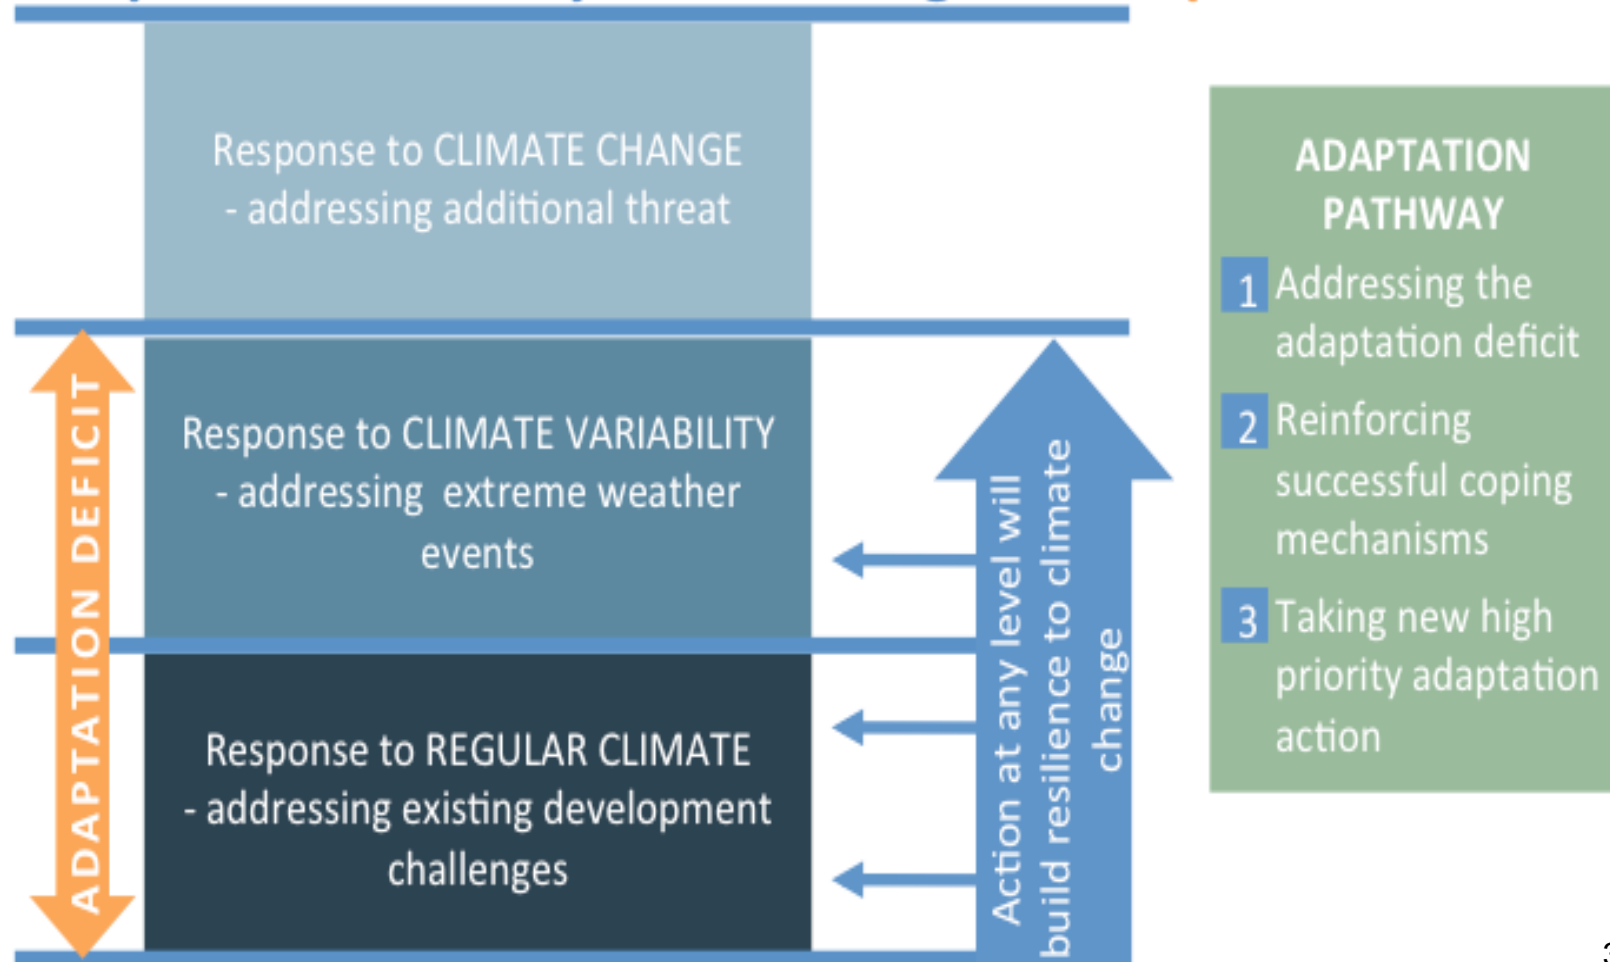 Response to CLIMATE CHANGE
- addressing additional threat
Response to CLIMATE VARIABILITY
- addressing extreme weather
events
Response to REGULAR CLIMATE
- addressing existing development
challenges
ADAPTATION DEFICIT
Action at any level will
build resilience to climate
change
ADAPTATION
PATHWAY
1 Addressing the
adaptation deficit
2 Reinforcing
successful coping
mechanisms
3 Taking new high
priority adaptation
action